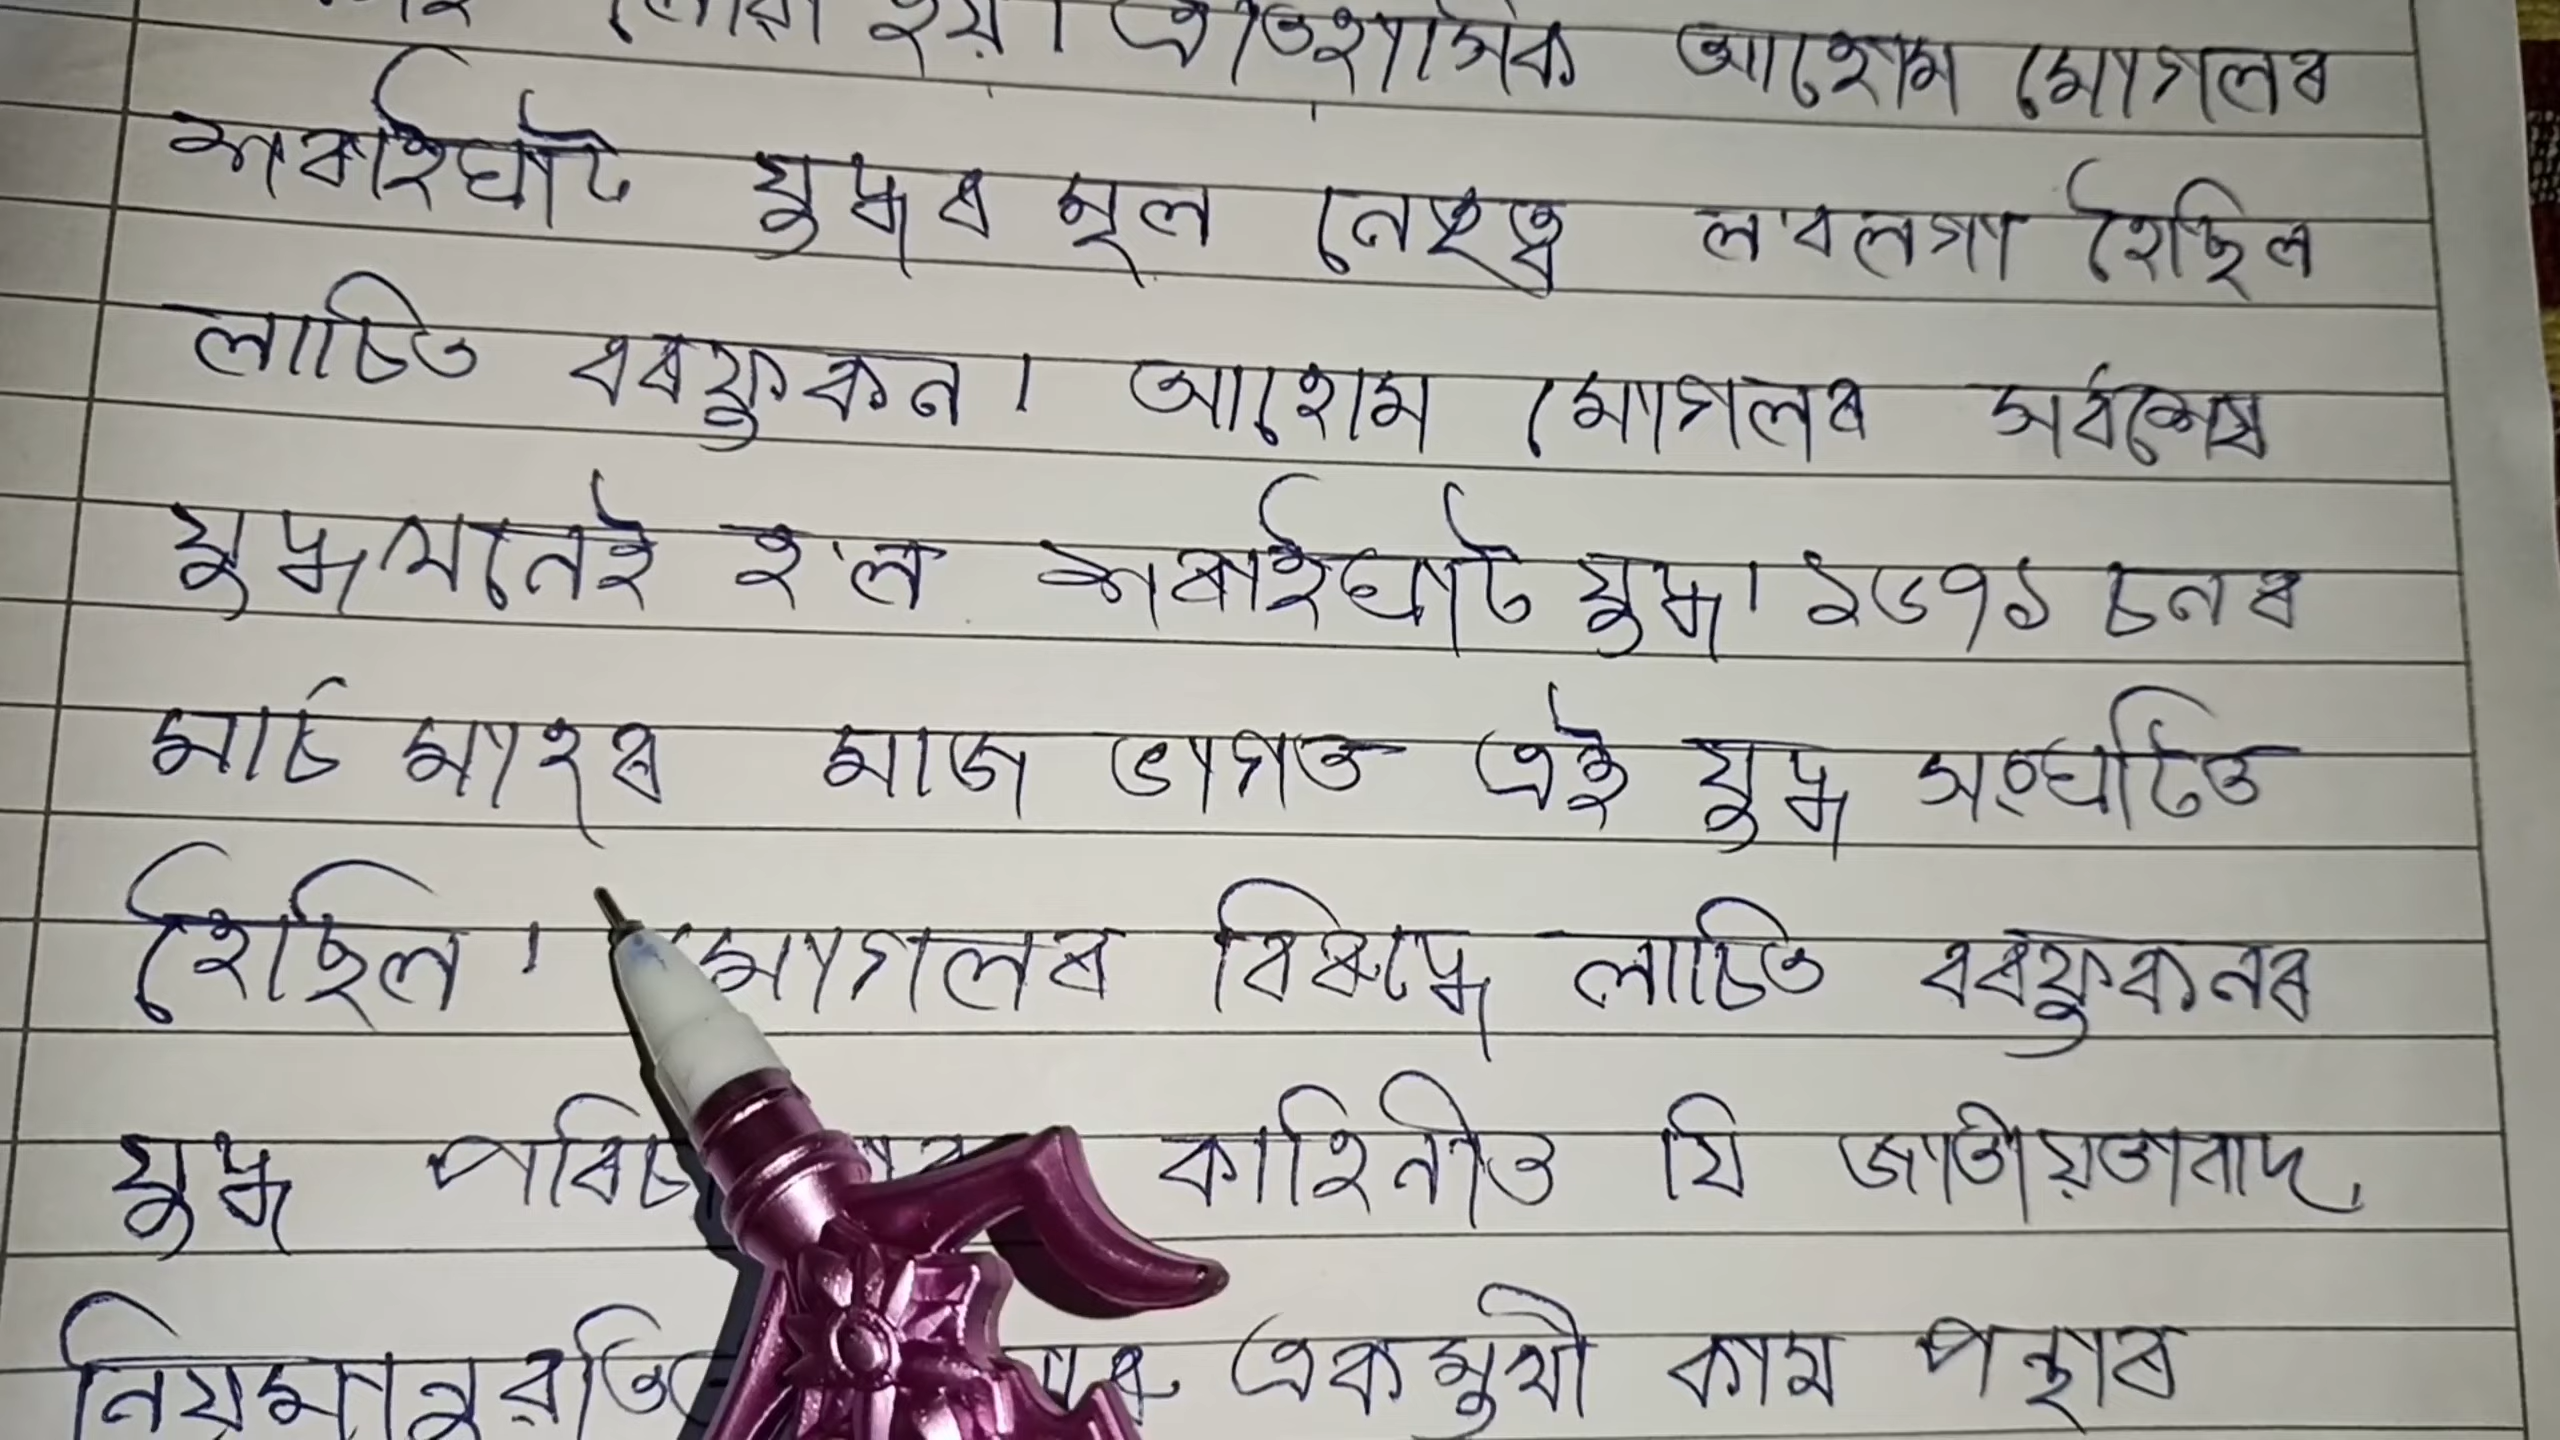 হয়। ঐতিহাসিক আহোম মোগলৰ
শৰাইঘাট যুদ্ধৰ মূল নেতৃত্ব ল'বলগা হৈছিল
লাচিত বৰফুকন। আহোম মোগলৰ সৰ্বশেষ
যুদ্ধখনেই হ'ল শৰাইঘাট যুদ্ধ। ১৬৭১ চনৰ
মাৰ্চ মাহৰ মাজ ভাগত এই যুদ্ধ সংঘটিত
হৈছিল। মোগলৰ বিৰুদ্ধে লাচিত বৰফুকনৰ
যুদ্ধ কাহিনীত যি জাতীয়তাবাদ,
একমুখী কাম পন্থাৰ